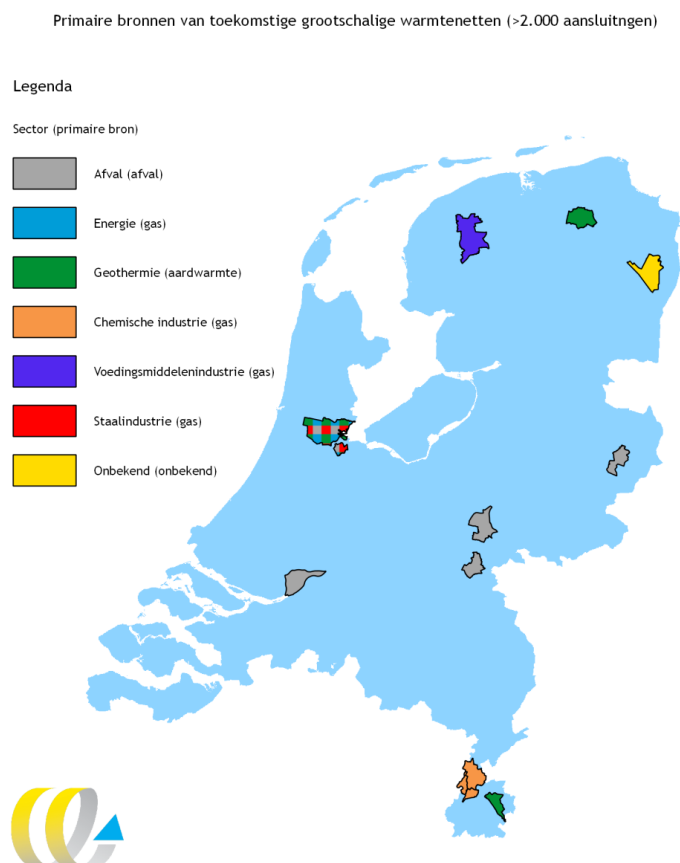 Primaire bronnen van toekomstige grootschalige warmtenetten (>2.000 aansluitngen)
Legenda
Sector (primaire bron)
Afval (afval)
Energie (gas)
Geothermie (aardwarmte)
Chemische industrie (gas)
Voedingsmiddelenindustrie (gas)
Staalindustrie (gas)
Onbekend (onbekend)